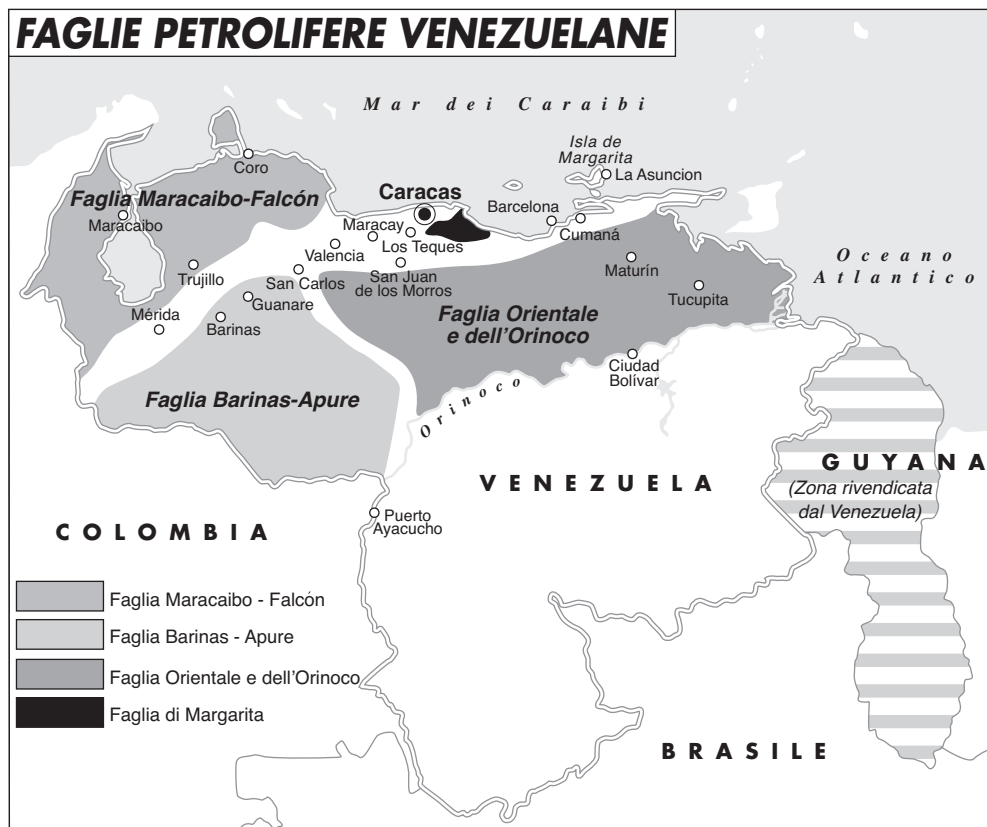 FAGLIE PETROLIFERE VENEZUELANE
Mar dei Caraibi
Isla de
Margarita
La Asuncion
Coro
Faglia Maracaibo-Falcón
Maracaibo
Caracas
Barcelona
Cumaná
Maracay
Los Teques
Valencia
San Juan
de los Morros
San Carlos
Trujillo
Guanare
Mérida
Barinas
Maturín
Tucupita
Oceano
Atlantico
Faglia Orientale
e dell'Orinoco
Ciudad
Bolívar
Faglia Barinas-Apure
Orinoco
VENEZUELA
GUYANA
(Zona rivendicata
dal Venezuela)
Puerto
Ayacucho
COLOMBIA
Faglia Maracaibo - Falcón
Faglia Barinas - Apure
Faglia Orientale e dell'Orinoco
Faglia di Margarita
BRASILE